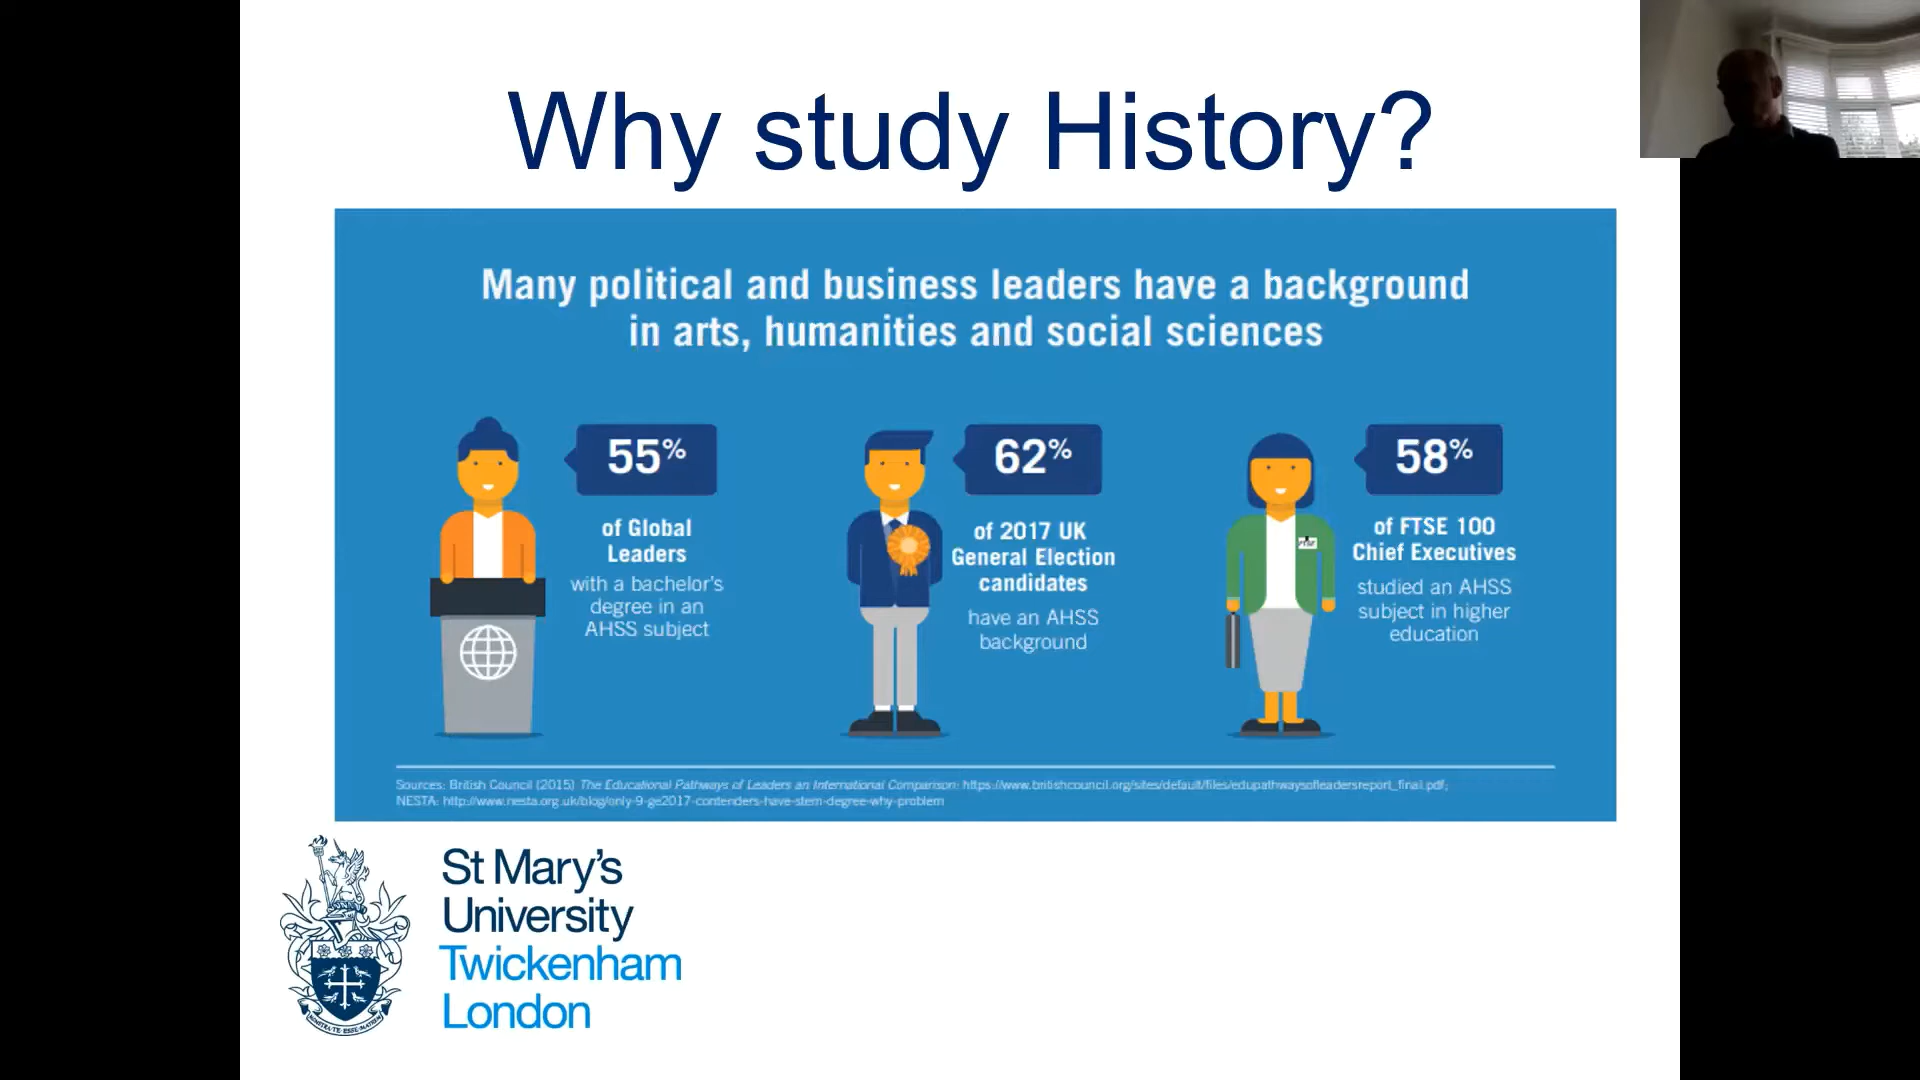 Why study History?
Many political and business leaders have a background
in arts, humanities and social sciences
55%
of Global
Leaders
with a bachelor's
degree in an
AHSS subject
62%
of 2017 UK
General Election
candidates
have an AHSS
background
58%
of FTSE 100
Chief Executives
studied an AHSS
subject in higher
education
Sources: British Council (2015) The Educational Pathways of Leaders an International Comparison: https://www.britishcouncil.org/sites/default/files/edupathwaysofleadersreport_final.pdf;
NESTA: http://www.nesta.org.uk/blog/only-9-ge2017-contenders-have-stem-degree-why-problem
St Mary's
University
Twickenham
London